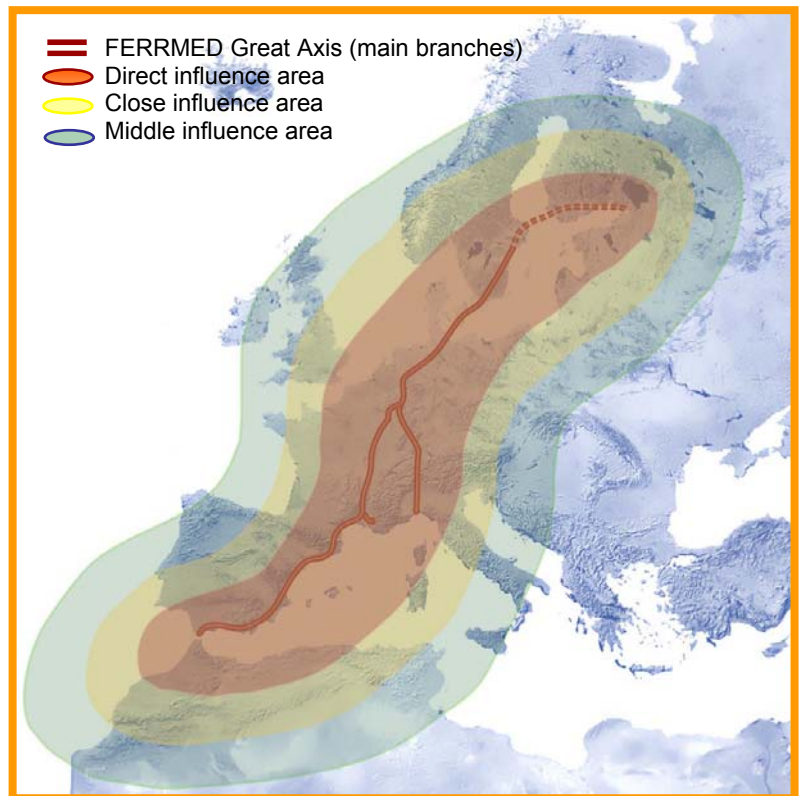 FERRMED Great Axis (main branches)
Direct influence area
Close influence area
Middle influence area